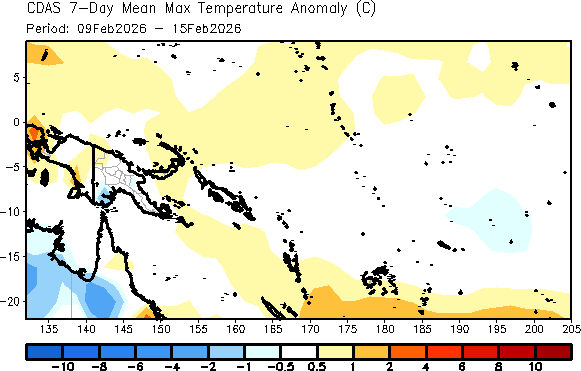 CDAS 7-Day Mean Max Temperature Anomaly (C)
Period: 09Feb2026 - 15Feb2026
5
0
-5
-10
-15
-20
135 140 145 150 155 160 165 170 175 180 185 190 195 200 205
-10 -8 -6 -4 -2 -1 -0.5 0.5 1 2 4 6 8 10